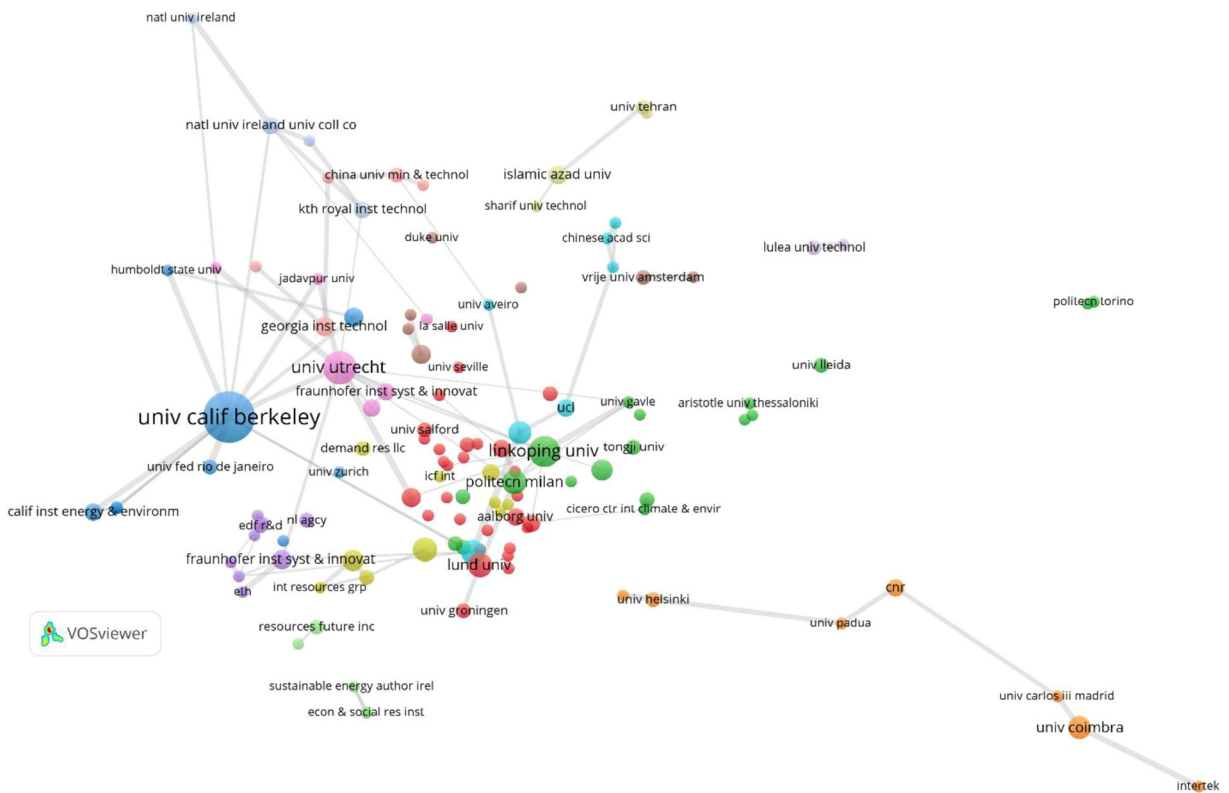 natl univ ireland
univ tehran
natl univ ireland univ coll co
china univ min & technol
islamic azad univ
kth royal inst technol
sharif univ technol
duke univ
chinese acad sci
lulea univ technol
humboldt state univ
jadavpur univ
vrije univ amsterdam
univ aveiro
politecn torino
georgia inst technol
la salle univ
univ utrecht
univ seville
univ lleida
fraunhofer inst syst & innovat
univ gavle
aristotle univ thessaloniki
ucl
univ calif berkeley
univ salford
demand res llc
linkoping univ
tongji univ
univ fed rio de janeiro
univ zurich
icf int
politecn milan
calif inst energy & environm
cicero ctr int climate & envir
aalborg univ
nl agcy
edf r&d
fraunhofer inst syst & innovat
lund univ
int resources grp
eth
cnr
univ helsinki
univ groningen
univ padua
resources future inc
VOSviewer
sustainable energy author irel
univ carlos iii madrid
econ & social res inst
univ coimbra
intertek